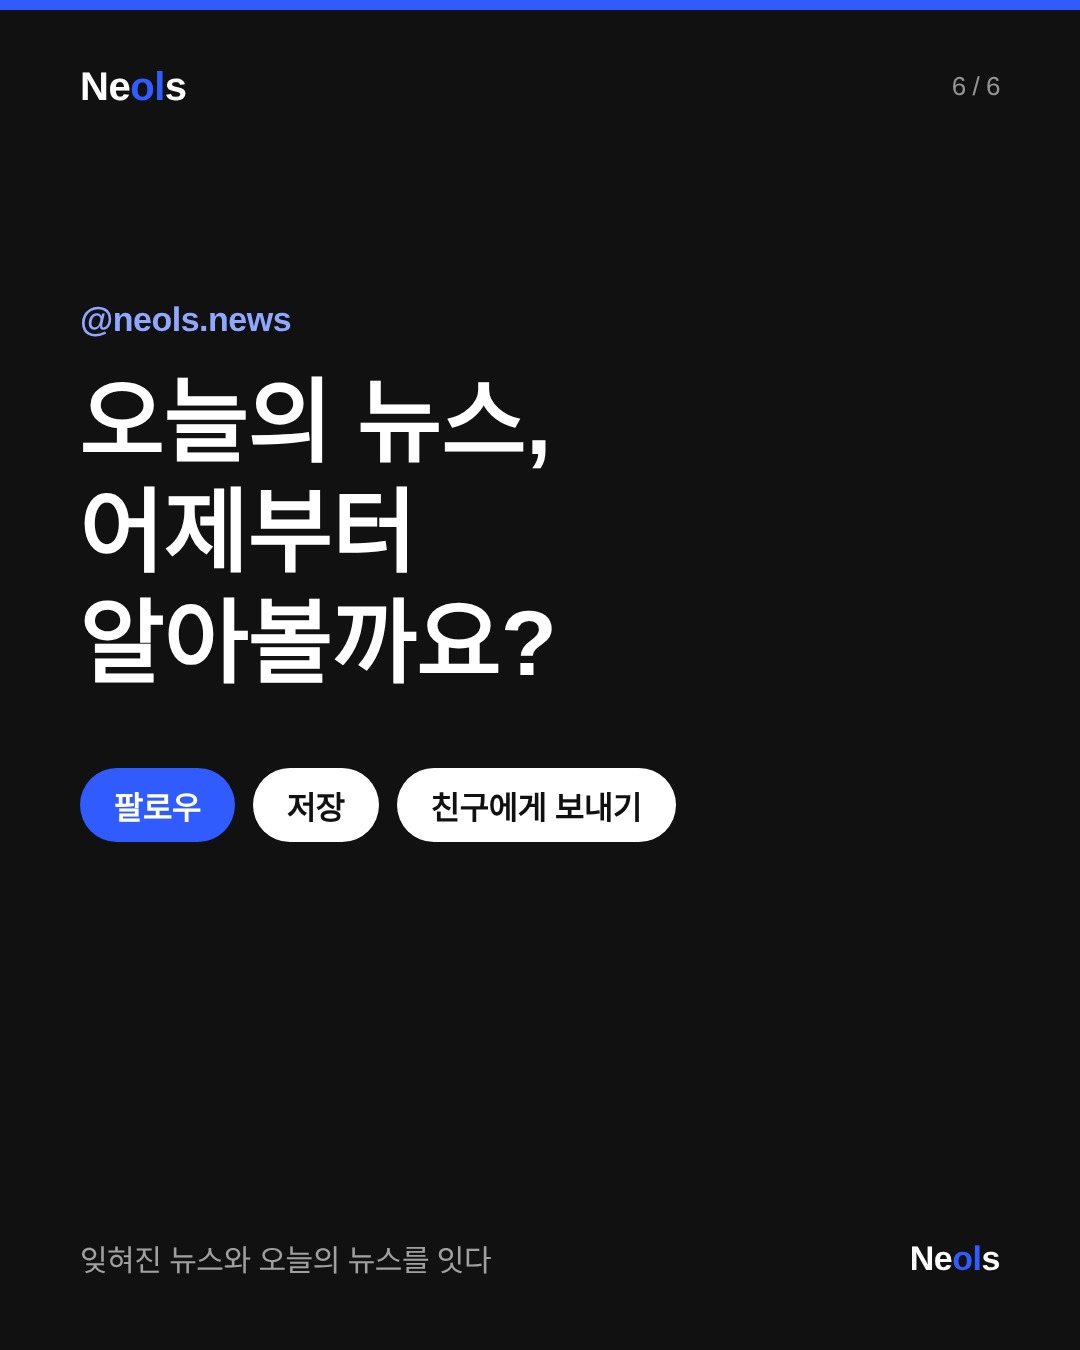 Neols
6 / 6
@neols.news
오늘의 뉴스,
어제부터
알아볼까요?
팔로우
저장
친구에게 보내기
잊혀진 뉴스와 오늘의 뉴스를 잇다
Neols